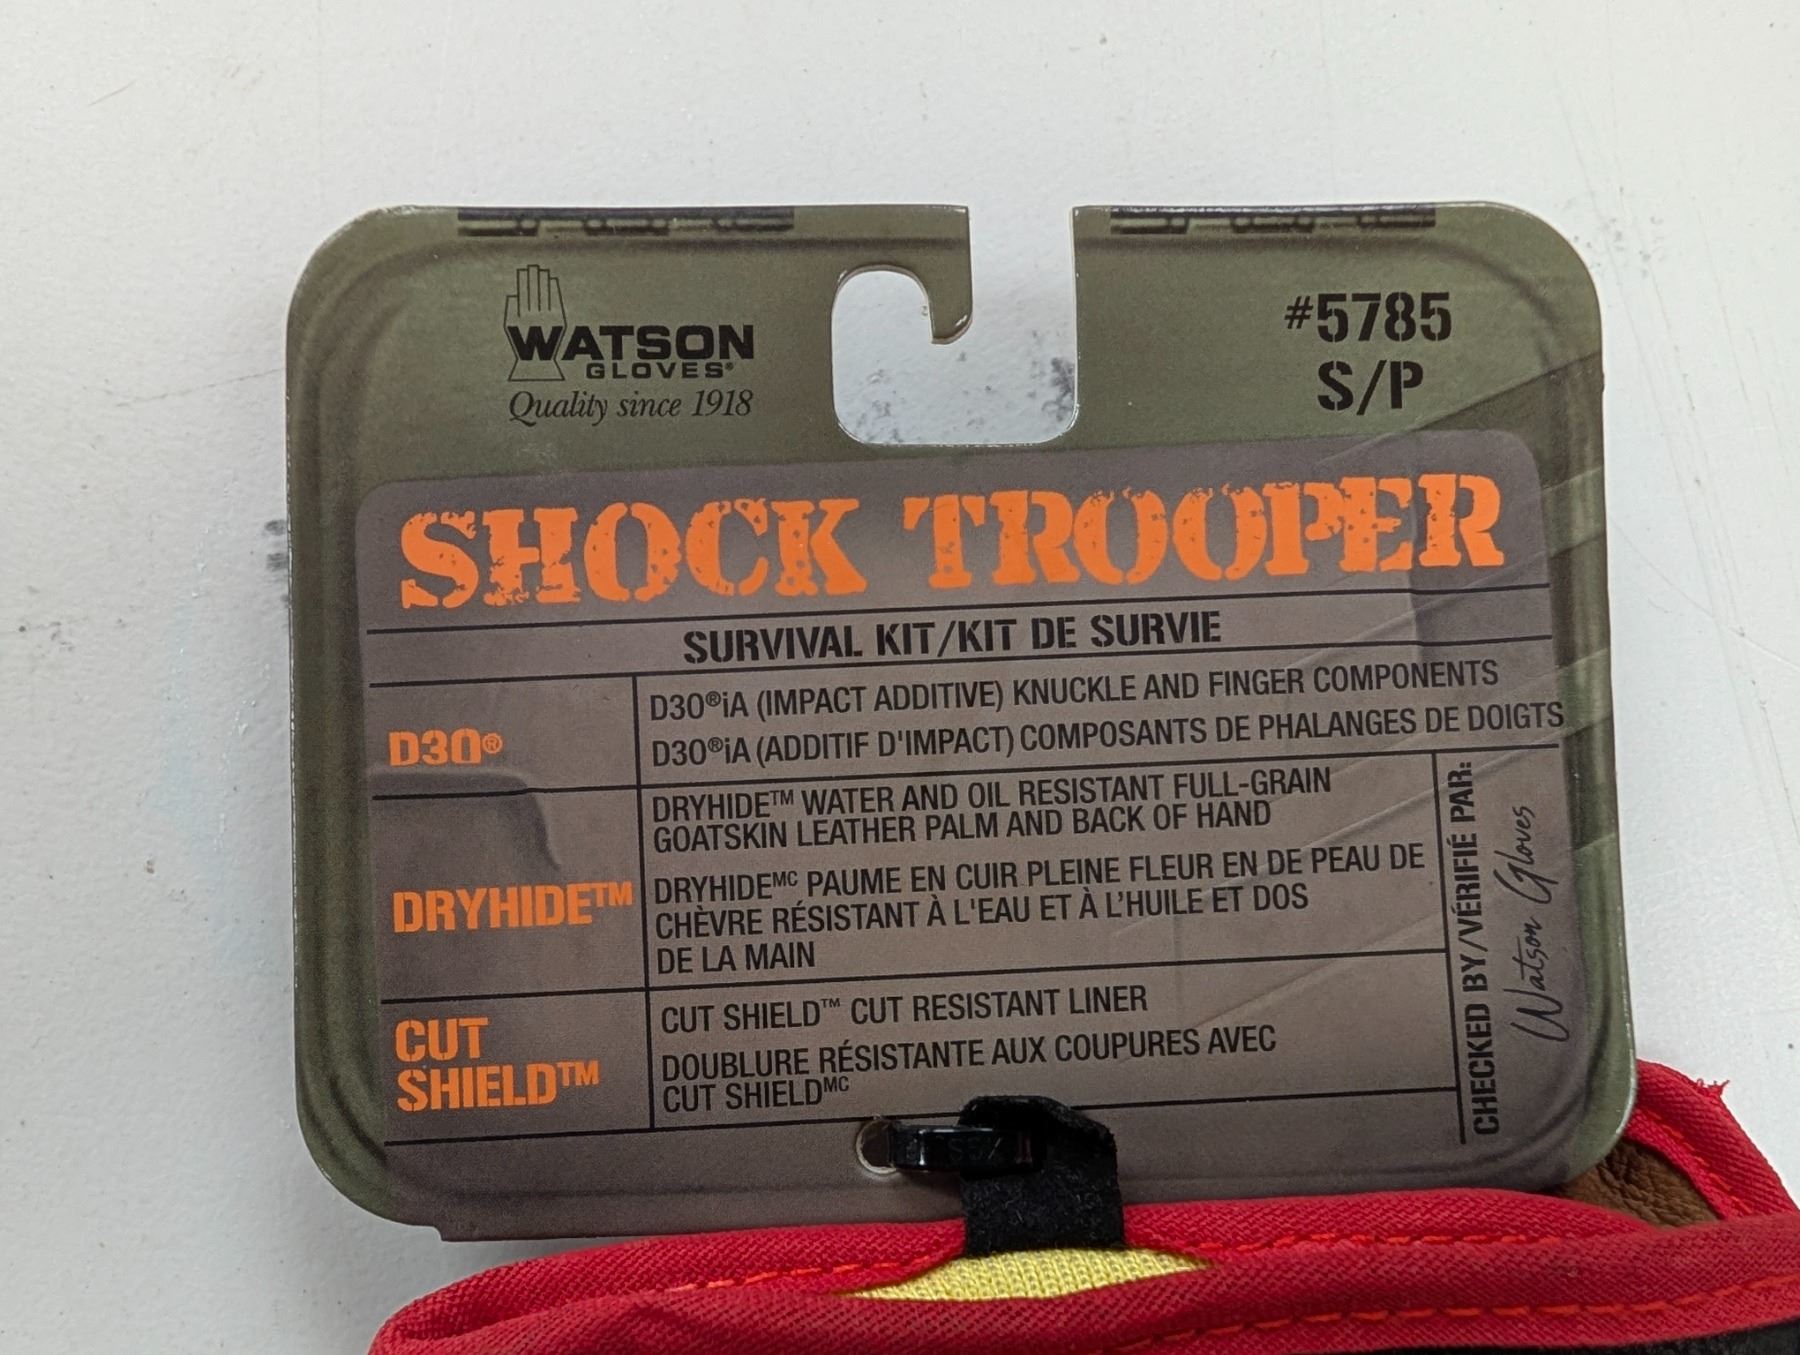 WATSON
GLOVES®
Quality since 1918
#5785
S/P
SHOCK TROOPER
SURVIVAL KIT/KIT DE SURVIE
D3O®
D3O®iA (IMPACT ADDITIVE) KNUCKLE AND FINGER COMPONENTS
D3O®iA (ADDITIF D'IMPACT) COMPOSANTS DE PHALANGES DE DOIGTS
DRYHIDE™
DRYHIDE™ WATER AND OIL RESISTANT FULL-GRAIN
GOATSKIN LEATHER PALM AND BACK OF HAND
DRYHIDEᴹᶜ PAUME EN CUIR PLEINE FLEUR EN DE PEAU DE
CHÈVRE RÉSISTANT À L'EAU ET À L'HUILE ET DOS
DE LA MAIN
CUT
SHIELD™
CUT SHIELD™ CUT RESISTANT LINER
DOUBLURE RÉSISTANTE AUX COUPURES AVEC
CUT SHIELDᴹᶜ
CHECKED BY/VÉRIFIÉ PAR:
Watson Gloves